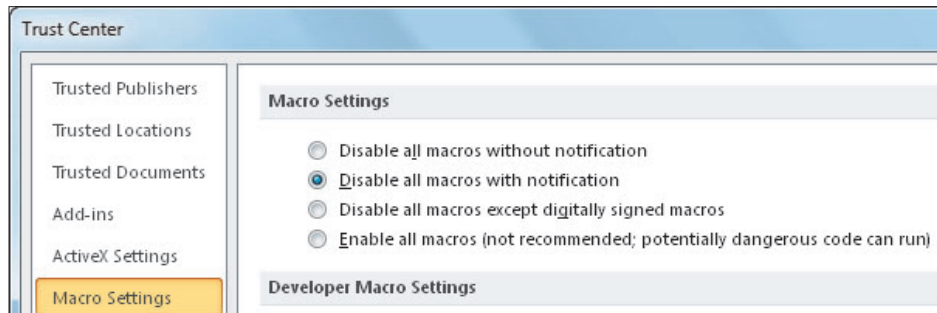 Trust Center
Trusted Publishers
Trusted Locations
Trusted Documents
Add-ins
ActiveX Settings
Macro Settings
Macro Settings
Disable all macros without notification
Disable all macros with notification
Disable all macros except digitally signed macros
Enable all macros (not recommended; potentially dangerous code can run)
Developer Macro Settings